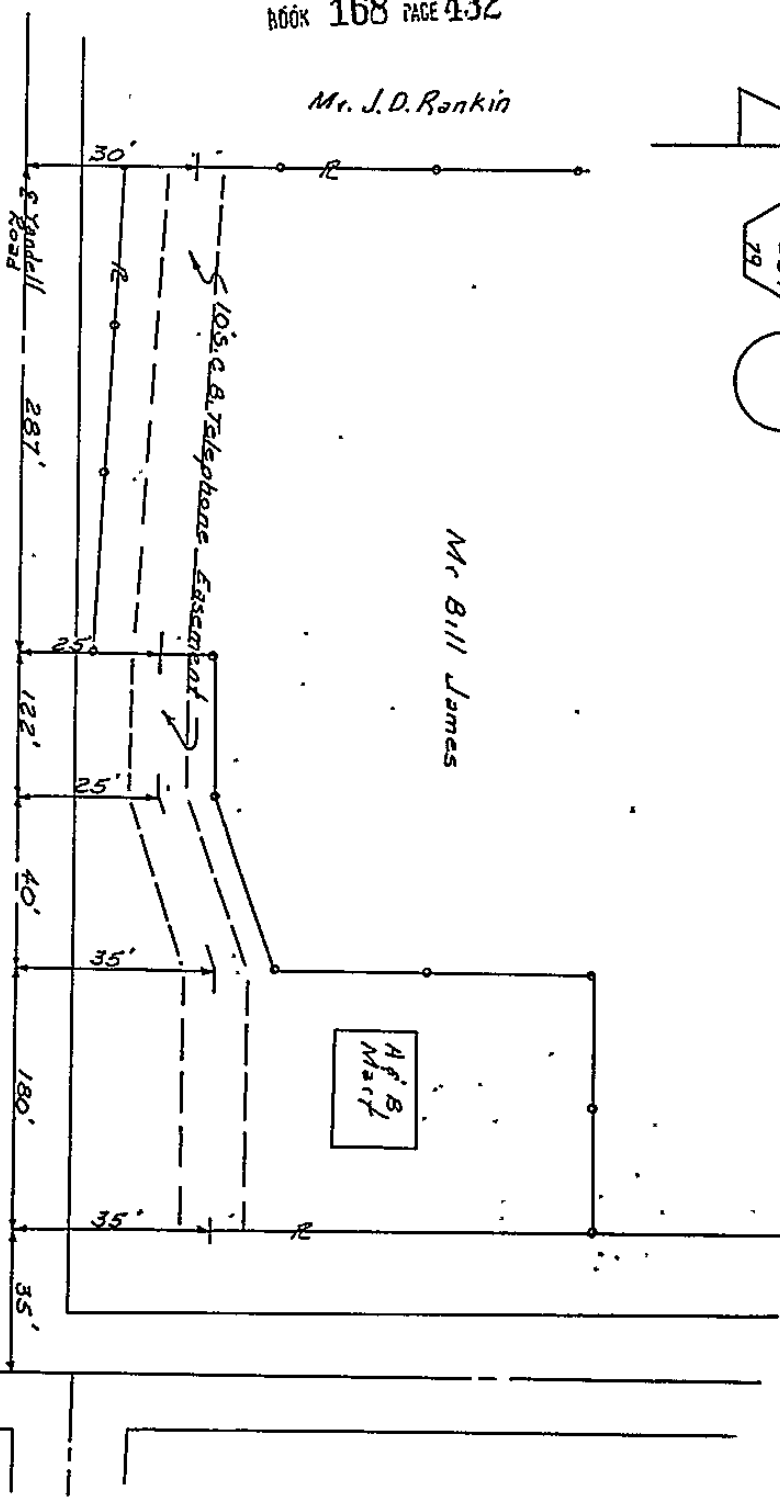 BOOK 168 PAGE 432
Mr. J.D. Rankin
79
30'
℄ Yandell
Road
10' S.C.B. Telephone Easement
287'
Mr Bill James
25'
122'
25'
40'
35'
A & B
Mart
180'
35'
35'